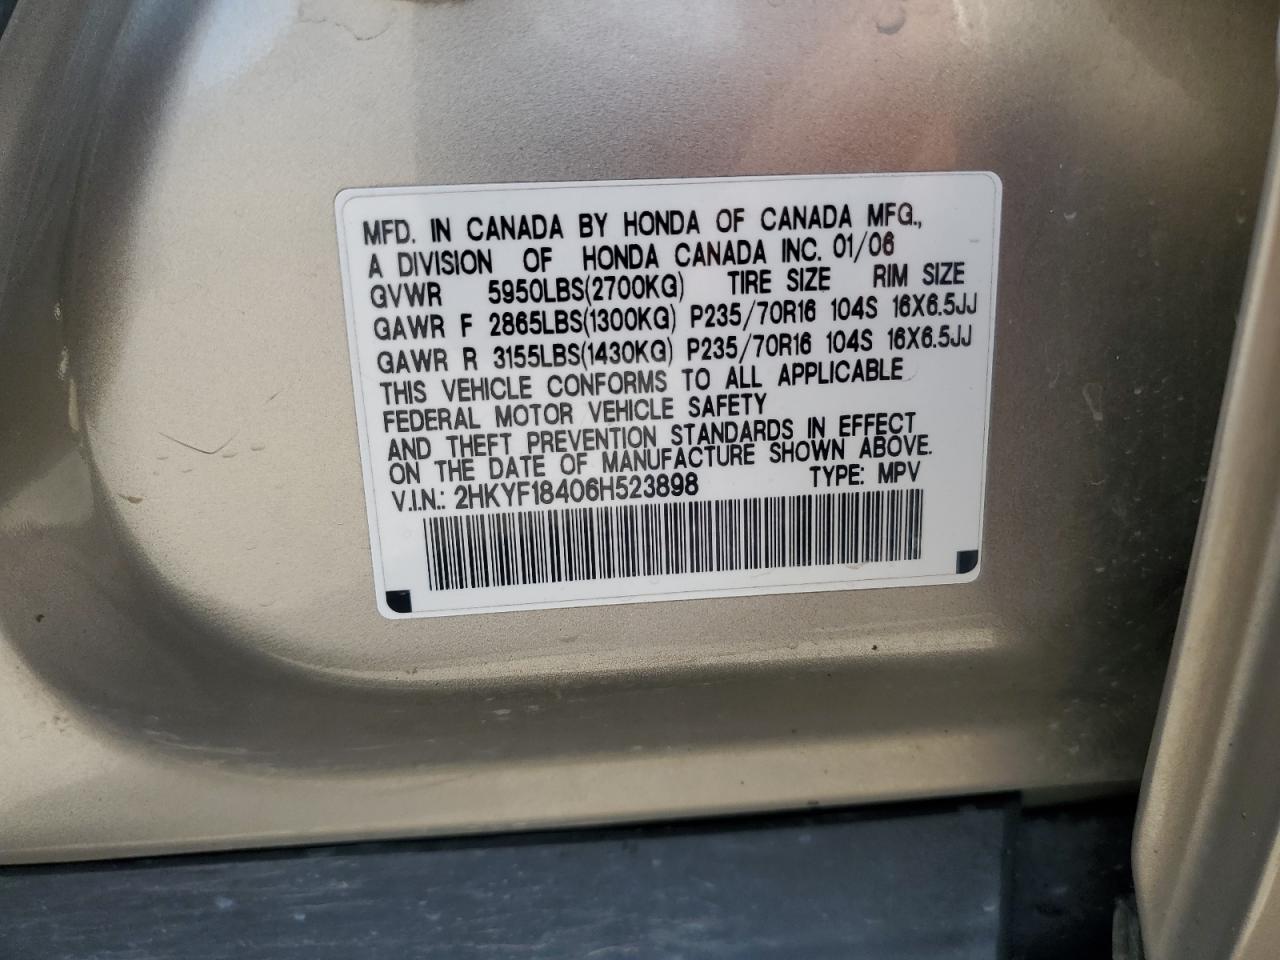 MFD. IN CANADA BY HONDA OF CANADA MFG.,
A DIVISION OF HONDA CANADA INC. 01/06
GVWR 5950LBS(2700KG) TIRE SIZE RIM SIZE
GAWR F 2865LBS(1300KG) P235/70R16 104S 16X6.5JJ
GAWR R 3155LBS(1430KG) P235/70R16 104S 16X6.5JJ
THIS VEHICLE CONFORMS TO ALL APPLICABLE
FEDERAL MOTOR VEHICLE SAFETY
AND THEFT PREVENTION STANDARDS IN EFFECT
ON THE DATE OF MANUFACTURE SHOWN ABOVE.
V.I.N.: 2HKYF18406H523898 TYPE: MPV